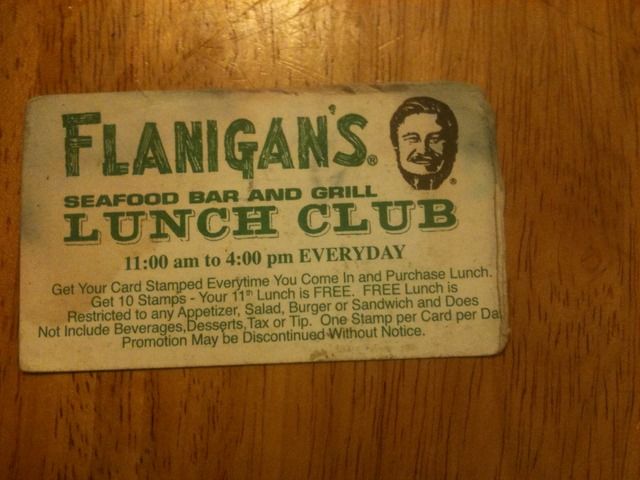 FLANIGAN'S®
SEAFOOD BAR AND GRILL
LUNCH CLUB
11:00 am to 4:00 pm EVERYDAY
Get Your Card Stamped Everytime You Come In and Purchase Lunch.
Get 10 Stamps - Your 11th Lunch is FREE. FREE Lunch is
Restricted to any Appetizer, Salad, Burger or Sandwich and Does
Not Include Beverages,Desserts,Tax or Tip. One Stamp per Card per Da
Promotion May be Discontinued Without Notice.